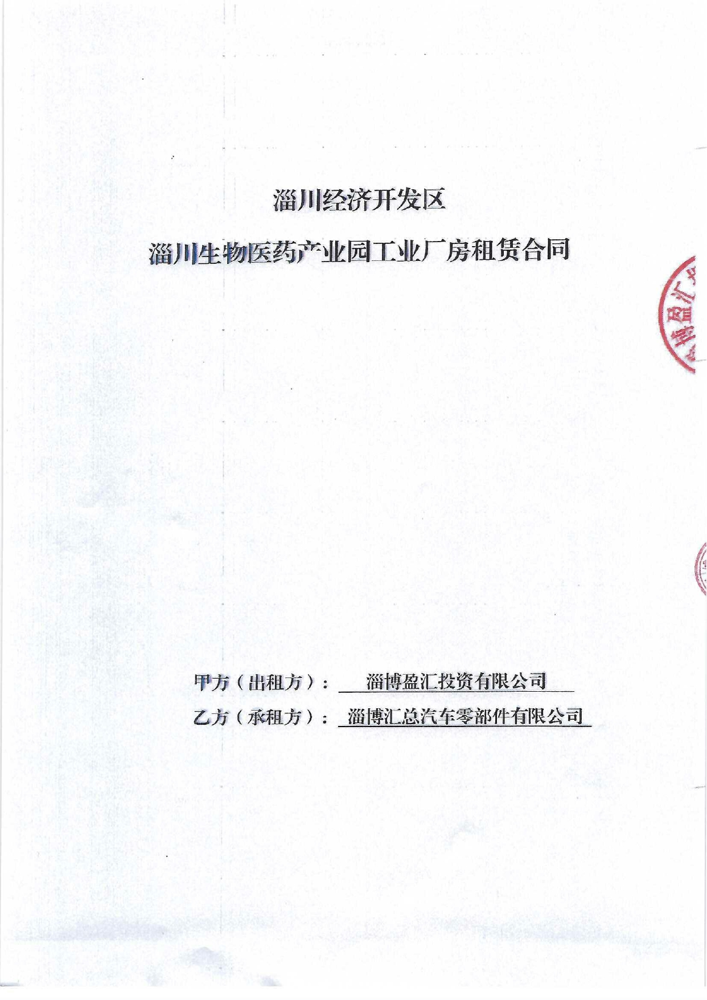 淄川经济开发区
淄川生物医药产业园工业厂房租赁合同
博盈汇
甲方（出租方）： 淄博盈汇投资有限公司
乙方（承租方）： 淄博汇总汽车零部件有限公司